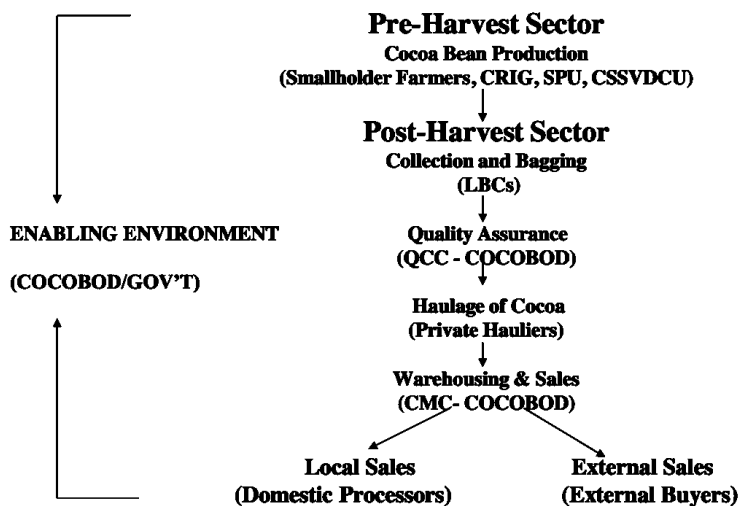 Pre-Harvest Sector
Cocoa Bean Production
(Smallholder Farmers, CRIG, SPU, CSSVDCU)
Post-Harvest Sector
Collection and Bagging
(LBCs)
ENABLING ENVIRONMENT
(COCOBOD/GOV'T)
Quality Assurance
(QCC - COCOBOD)
Haulage of Cocoa
(Private Hauliers)
Warehousing & Sales
(CMC- COCOBOD)
Local Sales
(Domestic Processors)
External Sales
(External Buyers)